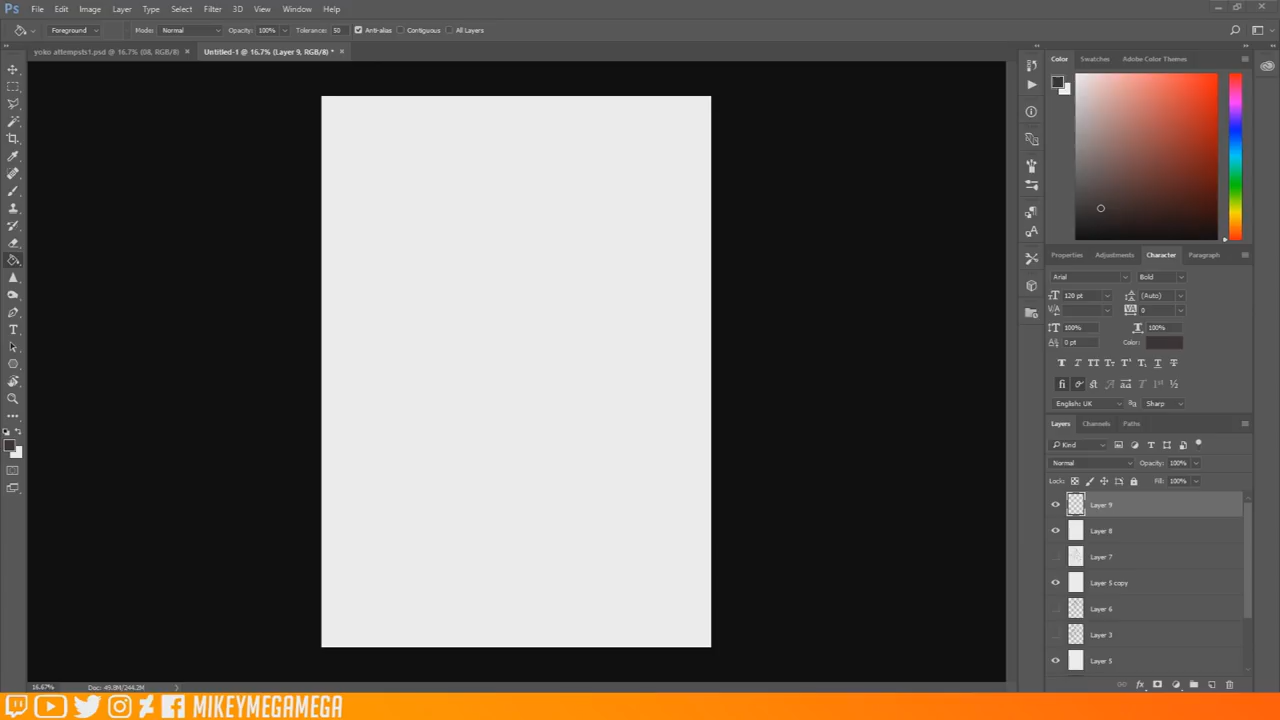 Ps File Edit Image Layer Type Select Filter 3D View Window Help
Foreground Mode: Normal Opacity: 100% Tolerance: 50 Anti-alias Contiguous All Layers
yoko attempsts1.psd @ 16.7% (08, RGB/8) × Untitled-1 @ 16.7% (Layer 9, RGB/8) * ×
Color Swatches Adobe Color Themes
Properties Adjustments Character Paragraph
Arial Bold
120 pt (Auto)
0
100% 100%
0 pt Color:
English: UK Sharp
Layers Channels Paths
Kind
Normal Opacity: 100%
Lock: Fill: 100%
Layer 9
Layer 8
Layer 7
Layer 5 copy
Layer 6
Layer 3
Layer 5
16.67% Doc: 49.8M/244.2M
MIKEYMEGAMEGA